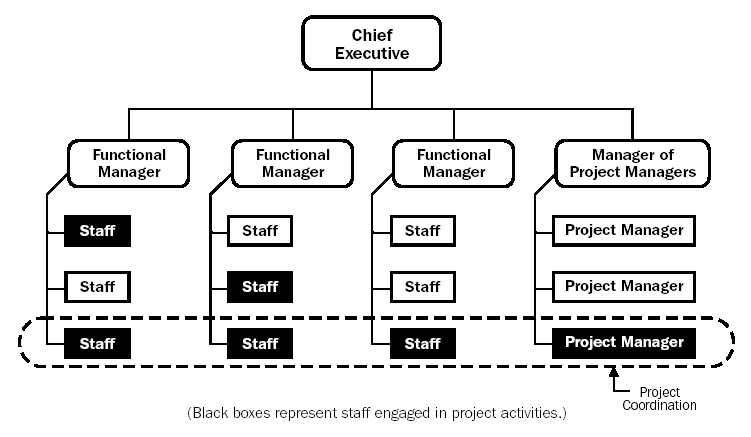 Chief
Executive
Functional
Manager
Functional
Manager
Functional
Manager
Manager of
Project Managers
Staff
Staff
Staff
Project Manager
Staff
Staff
Staff
Project Manager
Staff
Staff
Staff
Project Manager
Project
Coordination
(Black boxes represent staff engaged in project activities.)